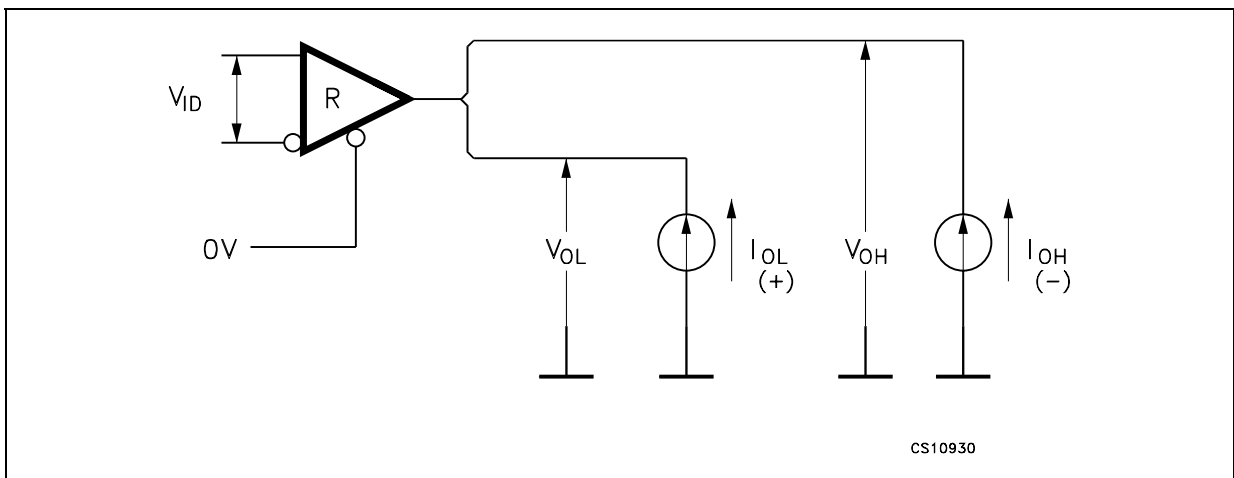 R
VID
0V
VOL
IOL
(+)
VOH
IOH
(−)
CS10930